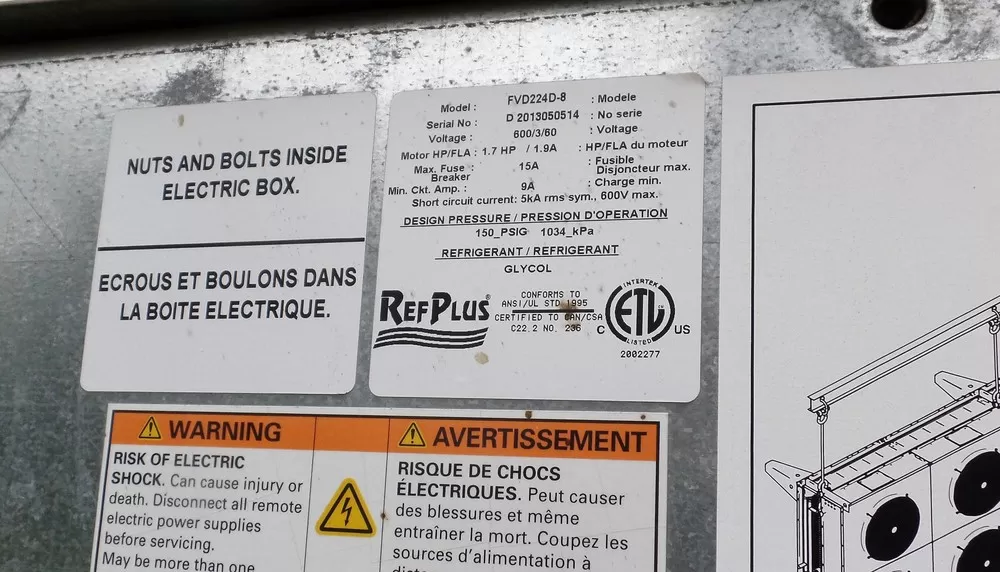 NUTS AND BOLTS INSIDE
ELECTRIC BOX.
ECROUS ET BOULONS DANS
LA BOITE ELECTRIQUE.
Model : FVD224D-8 : Modele
Serial No : D 2013050514 : No serie
Voltage : 600/3/60 : Voltage
Motor HP/FLA : 1.7 HP / 1.9A : HP/FLA du moteur
Max. Fuse : 15A : Fusible
Breaker Disjoncteur max.
Min. Ckt. Amp. : 9A : Charge min.
Short circuit current: 5kA rms sym., 600V max.
DESIGN PRESSURE / PRESSION D'OPERATION
150_PSIG 1034_kPa
REFRIGERANT / REFRIGERANT
GLYCOL
REFPLUS
CONFORMS TO
ANSI/UL STD 1995
CERTIFIED TO CAN/CSA
C22.2 NO. 236
INTERTEK
C ETL US
LISTED
2002277
WARNING
RISK OF ELECTRIC
SHOCK. Can cause injury or
death. Disconnect all remote
electric power supplies
before servicing.
May be more than one
AVERTISSEMENT
RISQUE DE CHOCS
ÉLECTRIQUES. Peut causer
des blessures et même
entraîner la mort. Coupez les
sources d'alimentation à